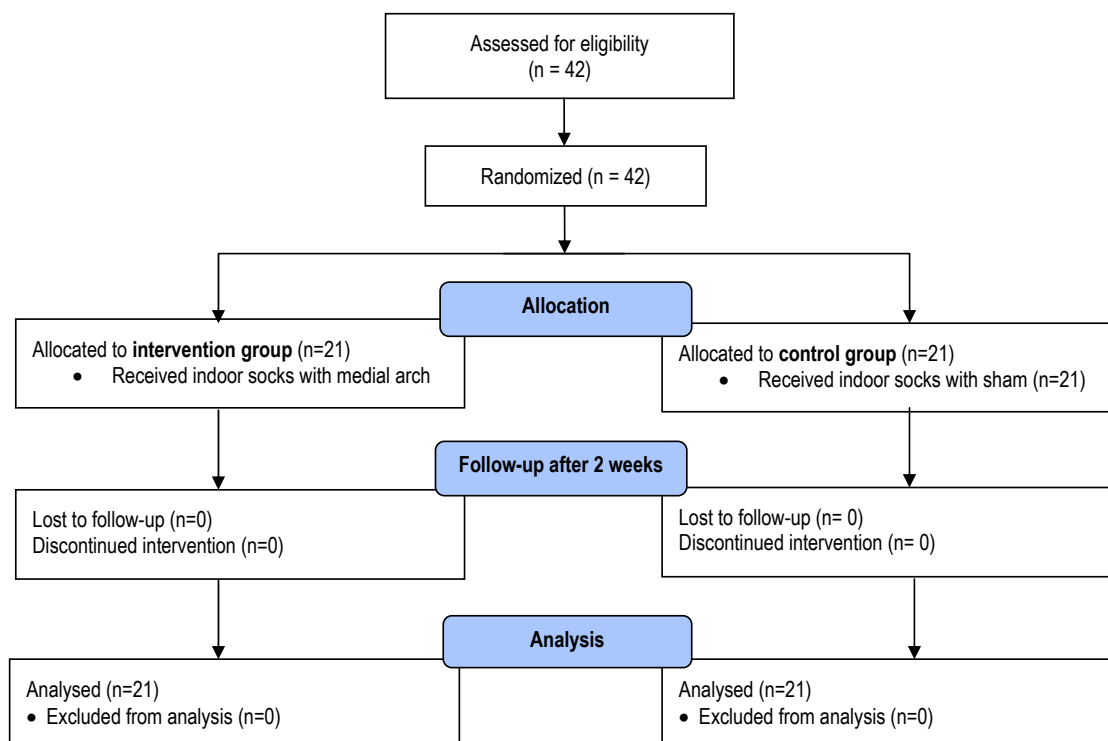 Assessed for eligibility
(n = 42)
Randomized (n = 42)
Allocation
Allocated to intervention group (n=21)
• Received indoor socks with medial arch
Allocated to control group (n=21)
• Received indoor socks with sham (n=21)
Follow-up after 2 weeks
Lost to follow-up (n=0)
Discontinued intervention (n=0)
Lost to follow-up (n= 0)
Discontinued intervention (n= 0)
Analysis
Analysed (n=21)
• Excluded from analysis (n=0)
Analysed (n=21)
• Excluded from analysis (n=0)